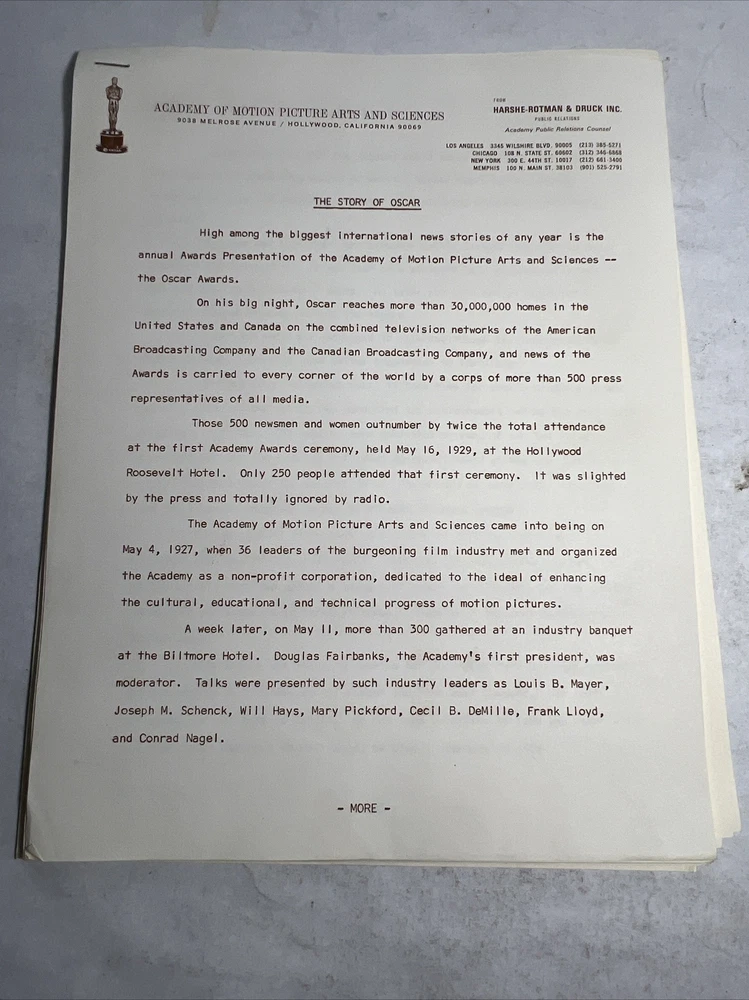 ACADEMY OF MOTION PICTURE ARTS AND SCIENCES
9038 MELROSE AVENUE / HOLLYWOOD, CALIFORNIA 90069
FROM
HARSHE-ROTMAN & DRUCK INC.
PUBLIC RELATIONS
Academy Public Relations Counsel
LOS ANGELES 3345 WILSHIRE BLVD. 90005 (213) 385-5271
CHICAGO 108 N. STATE ST. 60602 (312) 346-6868
NEW YORK 300 E. 44TH ST. 10017 (212) 661-3400
MEMPHIS 100 N. MAIN ST. 38103 (901) 525-2791
THE STORY OF OSCAR
High among the biggest international news stories of any year is the
annual Awards Presentation of the Academy of Motion Picture Arts and Sciences --
the Oscar Awards.
On his big night, Oscar reaches more than 30,000,000 homes in the
United States and Canada on the combined television networks of the American
Broadcasting Company and the Canadian Broadcasting Company, and news of the
Awards is carried to every corner of the world by a corps of more than 500 press
representatives of all media.
Those 500 newsmen and women outnumber by twice the total attendance
at the first Academy Awards ceremony, held May 16, 1929, at the Hollywood
Roosevelt Hotel. Only 250 people attended that first ceremony. It was slighted
by the press and totally ignored by radio.
The Academy of Motion Picture Arts and Sciences came into being on
May 4, 1927, when 36 leaders of the burgeoning film industry met and organized
the Academy as a non-profit corporation, dedicated to the ideal of enhancing
the cultural, educational, and technical progress of motion pictures.
A week later, on May 11, more than 300 gathered at an industry banquet
at the Biltmore Hotel. Douglas Fairbanks, the Academy's first president, was
moderator. Talks were presented by such industry leaders as Louis B. Mayer,
Joseph M. Schenck, Will Hays, Mary Pickford, Cecil B. DeMille, Frank Lloyd,
and Conrad Nagel.
- MORE -